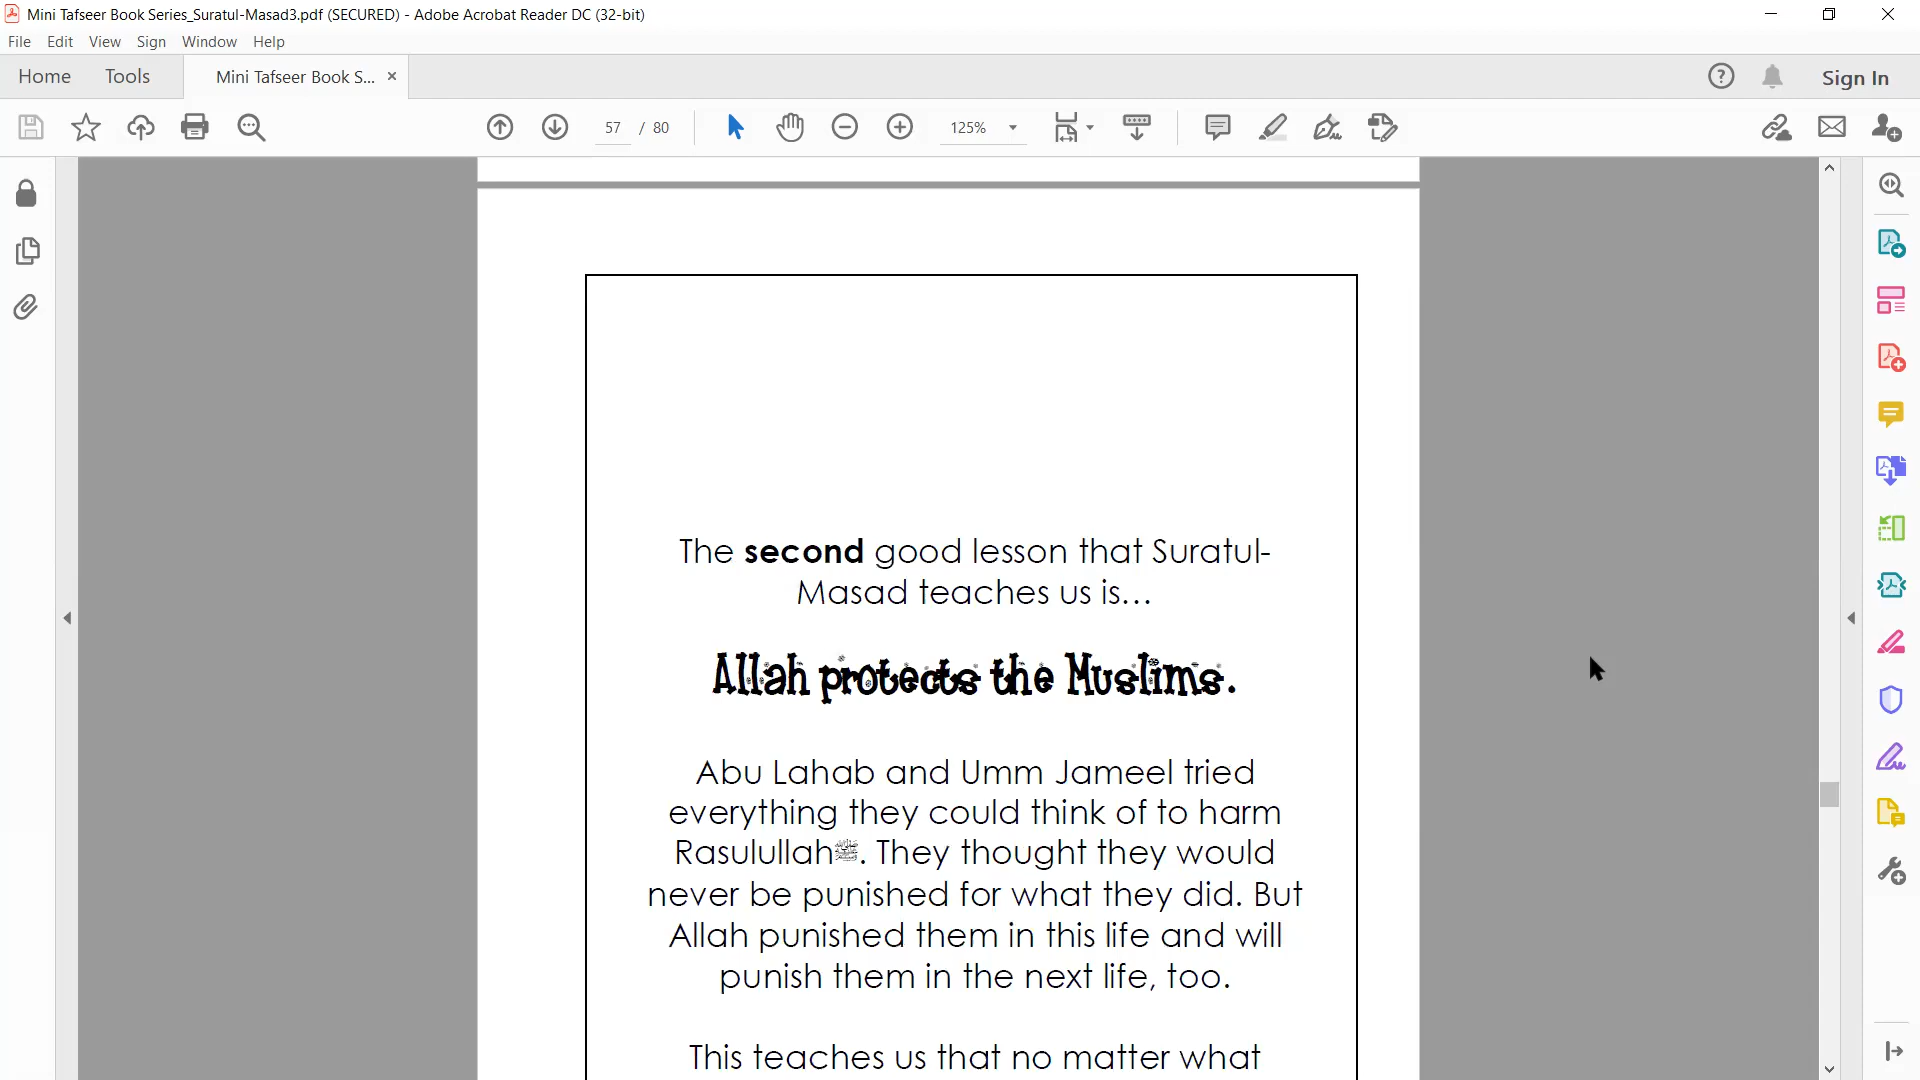 Mini Tafseer Book Series_Suratul-Masad3.pdf (SECURED) - Adobe Acrobat Reader DC (32-bit)
File Edit View Sign Window Help
Home Tools Mini Tafseer Book S... × Sign In
57 / 80 125%
The second good lesson that Suratul-
Masad teaches us is...
Allah protects the Muslims.
Abu Lahab and Umm Jameel tried
everything they could think of to harm
Rasulullahﷺ. They thought they would
never be punished for what they did. But
Allah punished them in this life and will
punish them in the next life, too.
This teaches us that no matter what